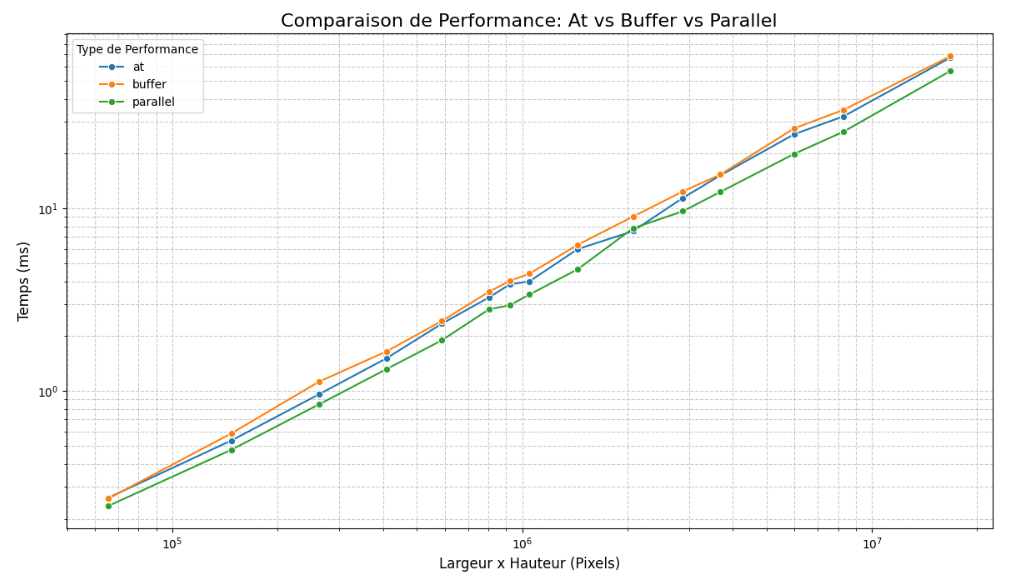 Comparaison de Performance: At vs Buffer vs Parallel
Type de Performance
at
buffer
parallel
Temps (ms)
10¹
10⁰
10⁵
10⁶
10⁷
Largeur x Hauteur (Pixels)